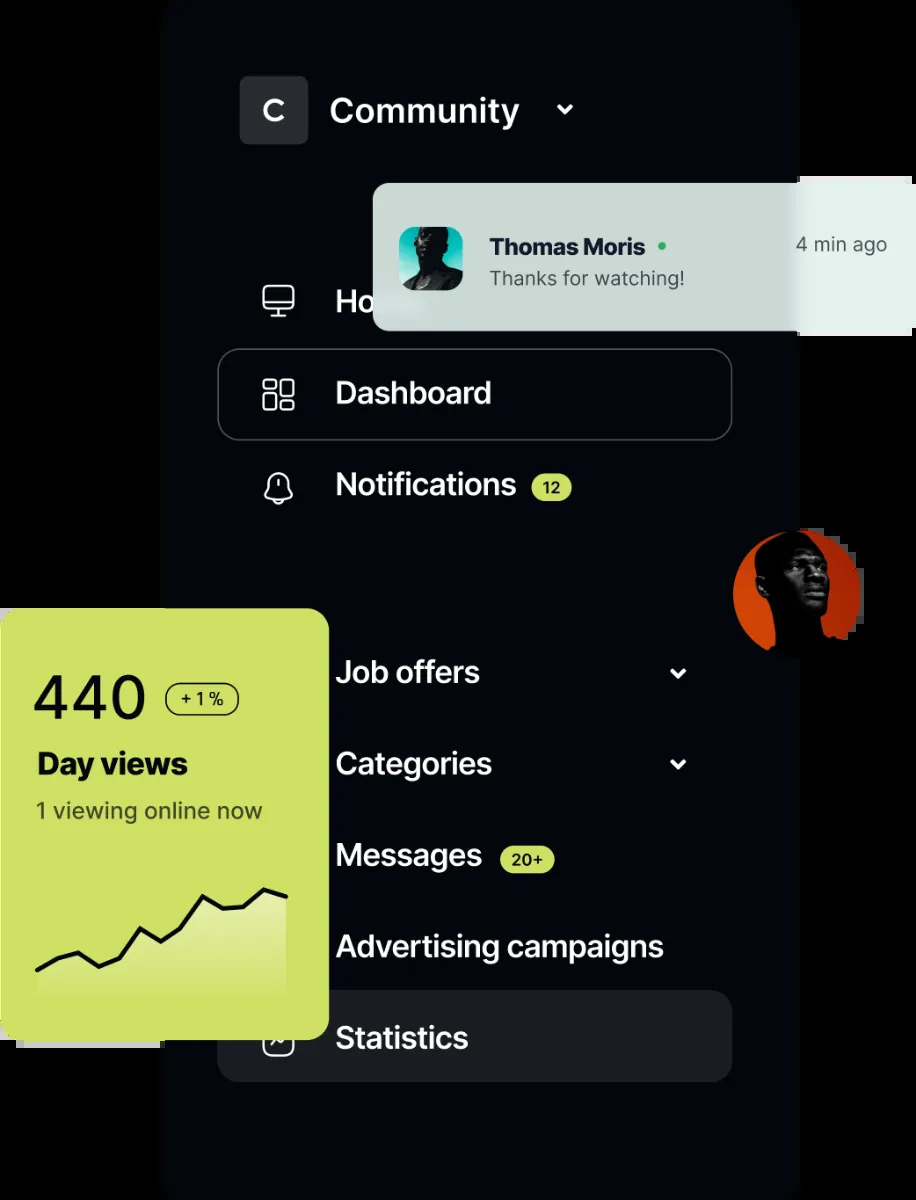 C Community
Thomas Moris
4 min ago
Thanks for watching!
Ho
Dashboard
Notifications 12
Job offers
440 +1%
Day views
Categories
1 viewing online now
Messages 20+
Advertising campaigns
Statistics